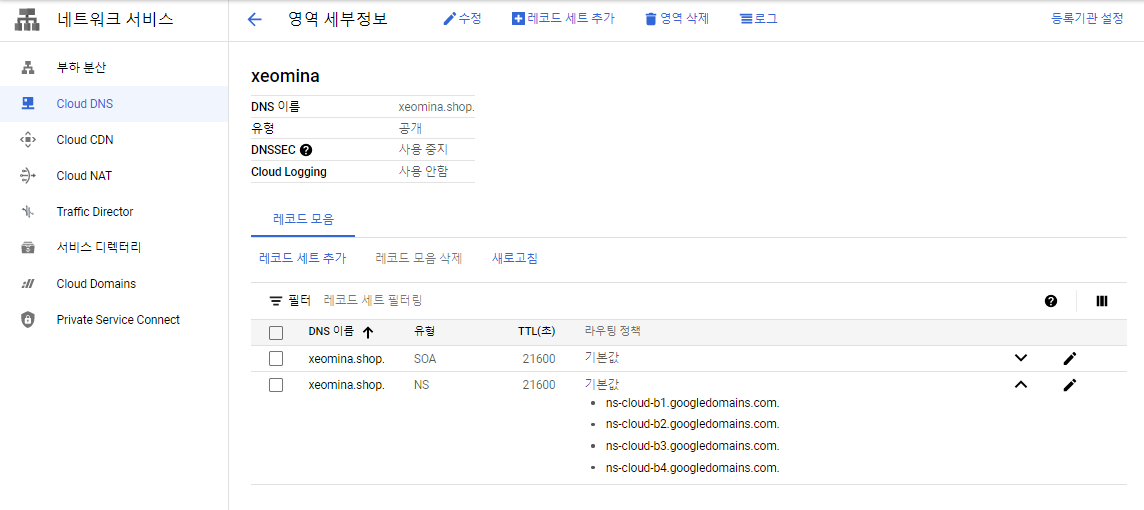 네트워크 서비스
영역 세부정보
수정
레코드 세트 추가
영역 삭제
로그
등록기관 설정
부하 분산
Cloud DNS
Cloud CDN
Cloud NAT
Traffic Director
서비스 디렉터리
Cloud Domains
Private Service Connect
xeomina
DNS 이름 xeomina.shop.
유형 공개
DNSSEC 사용 중지
Cloud Logging 사용 안함
레코드 모음
레코드 세트 추가 레코드 모음 삭제 새로고침
필터 레코드 세트 필터링
DNS 이름 유형 TTL(초) 라우팅 정책
xeomina.shop. SOA 21600 기본값
xeomina.shop. NS 21600 기본값
ns-cloud-b1.googledomains.com.
ns-cloud-b2.googledomains.com.
ns-cloud-b3.googledomains.com.
ns-cloud-b4.googledomains.com.